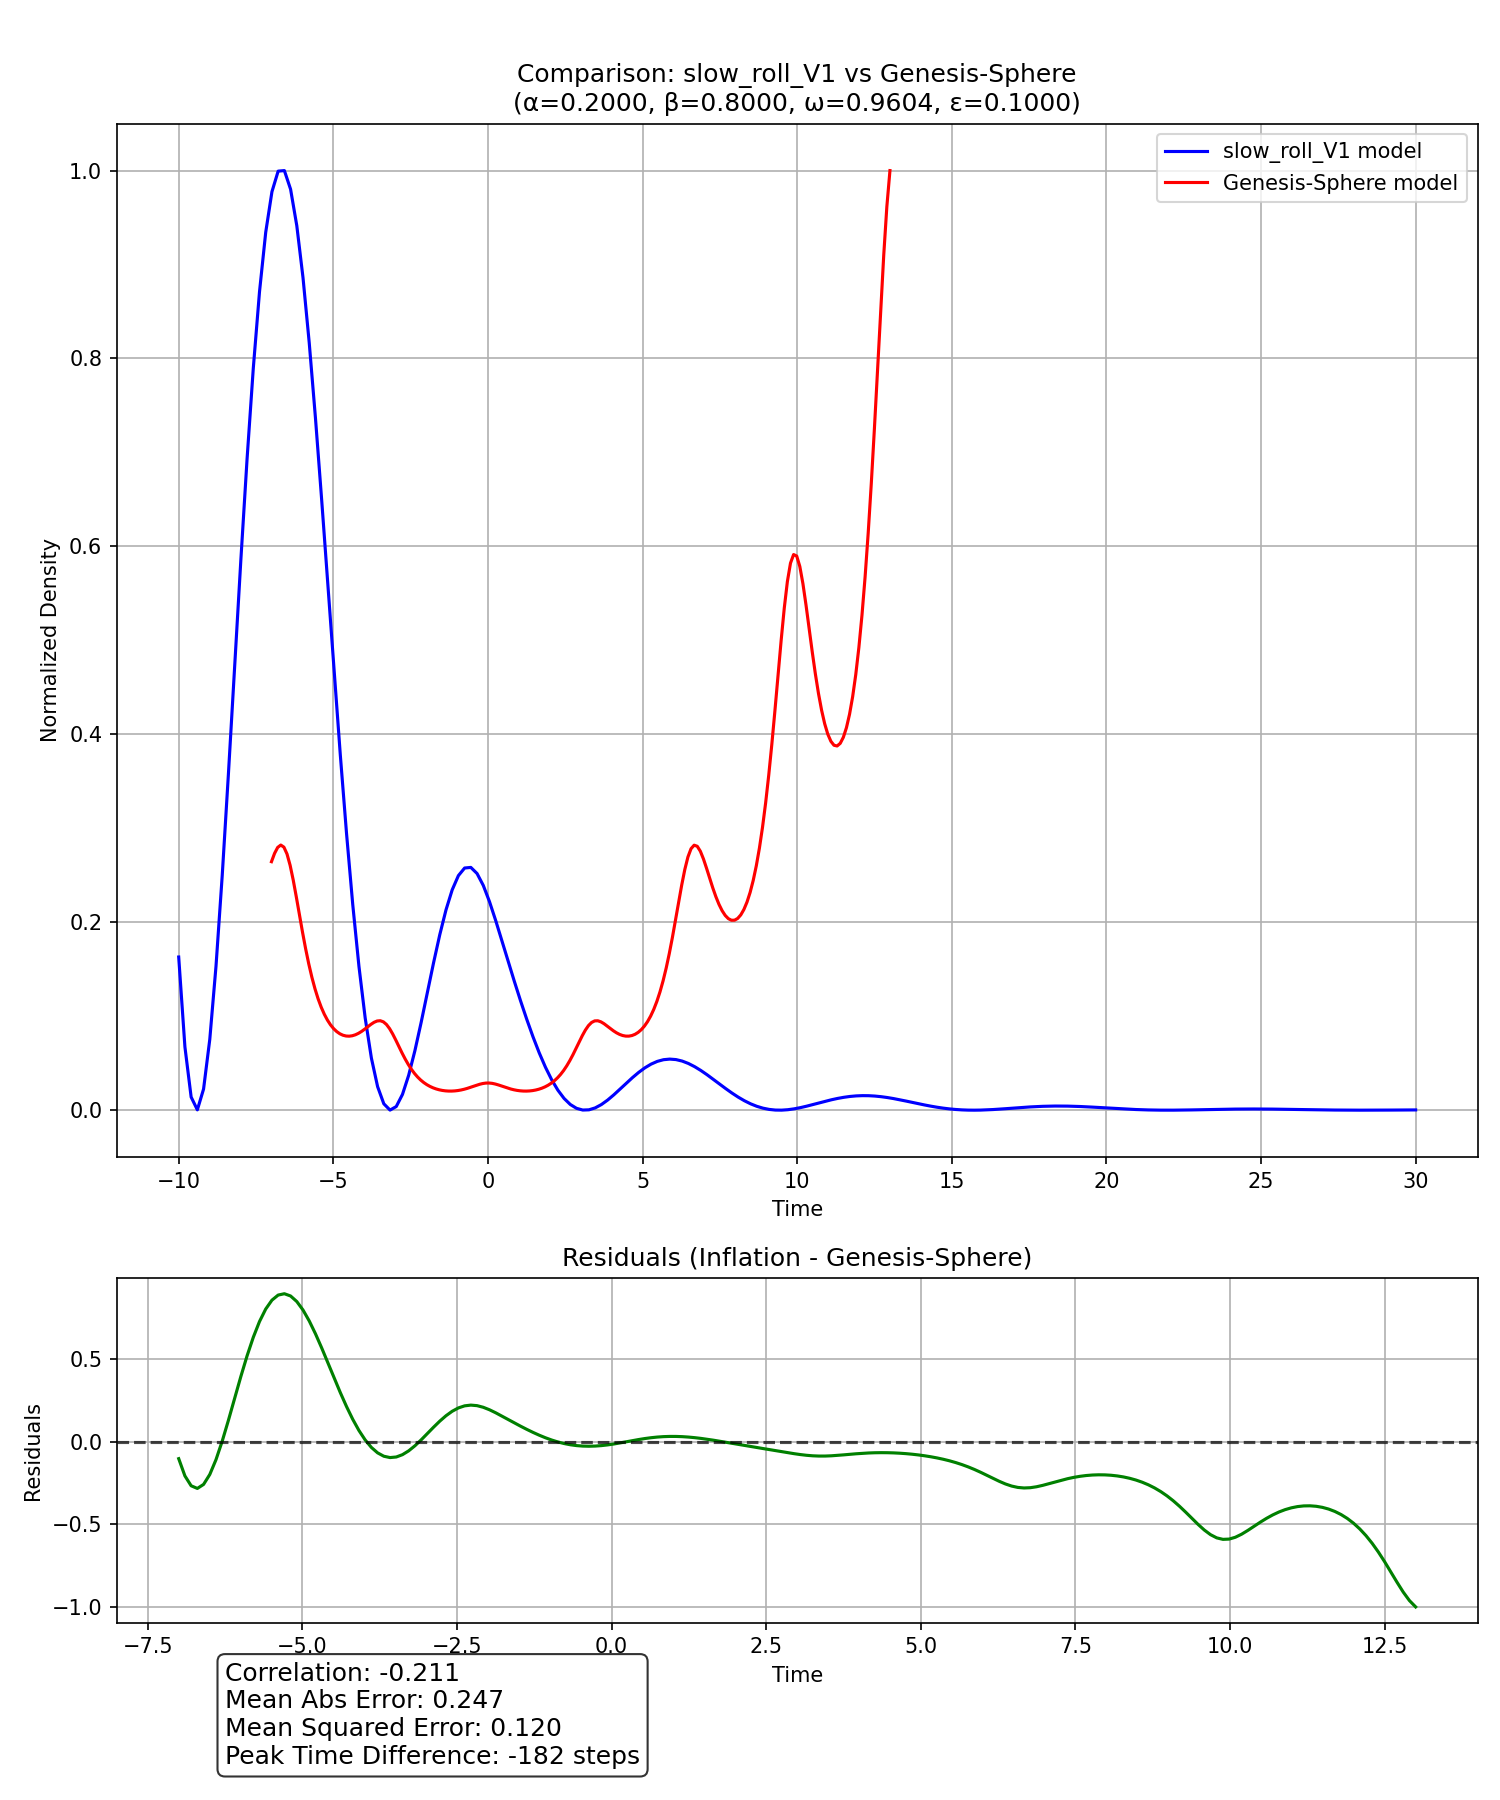 Comparison: slow_roll_V1 vs Genesis-Sphere
(α=0.2000, β=0.8000, ω=0.9604, ε=0.1000)
slow_roll_V1 model
Genesis-Sphere model
Normalized Density
1.0
0.8
0.6
0.4
0.2
0.0
−10 −5 0 5 10 15 20 25 30
Time
Residuals (Inflation - Genesis-Sphere)
Residuals
0.5
0.0
−0.5
−1.0
−7.5 −5.0 −2.5 0.0 2.5 5.0 7.5 10.0 12.5
Time
Correlation: -0.211
Mean Abs Error: 0.247
Mean Squared Error: 0.120
Peak Time Difference: -182 steps